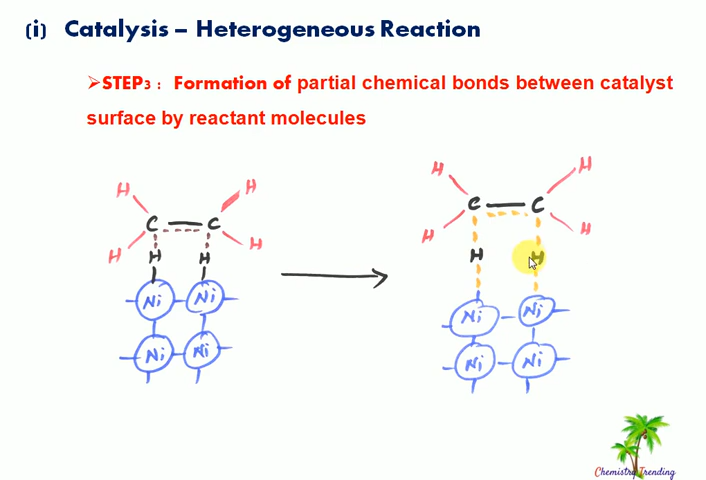 (i) Catalysis – Heterogeneous Reaction
➢STEP3 : Formation of partial chemical bonds between catalyst
surface by reactant molecules
H H
C C
H H
H H
Ni Ni
Ni Ni
H H
C C
H H
H H
Ni Ni
Ni Ni
Chemistry Trending